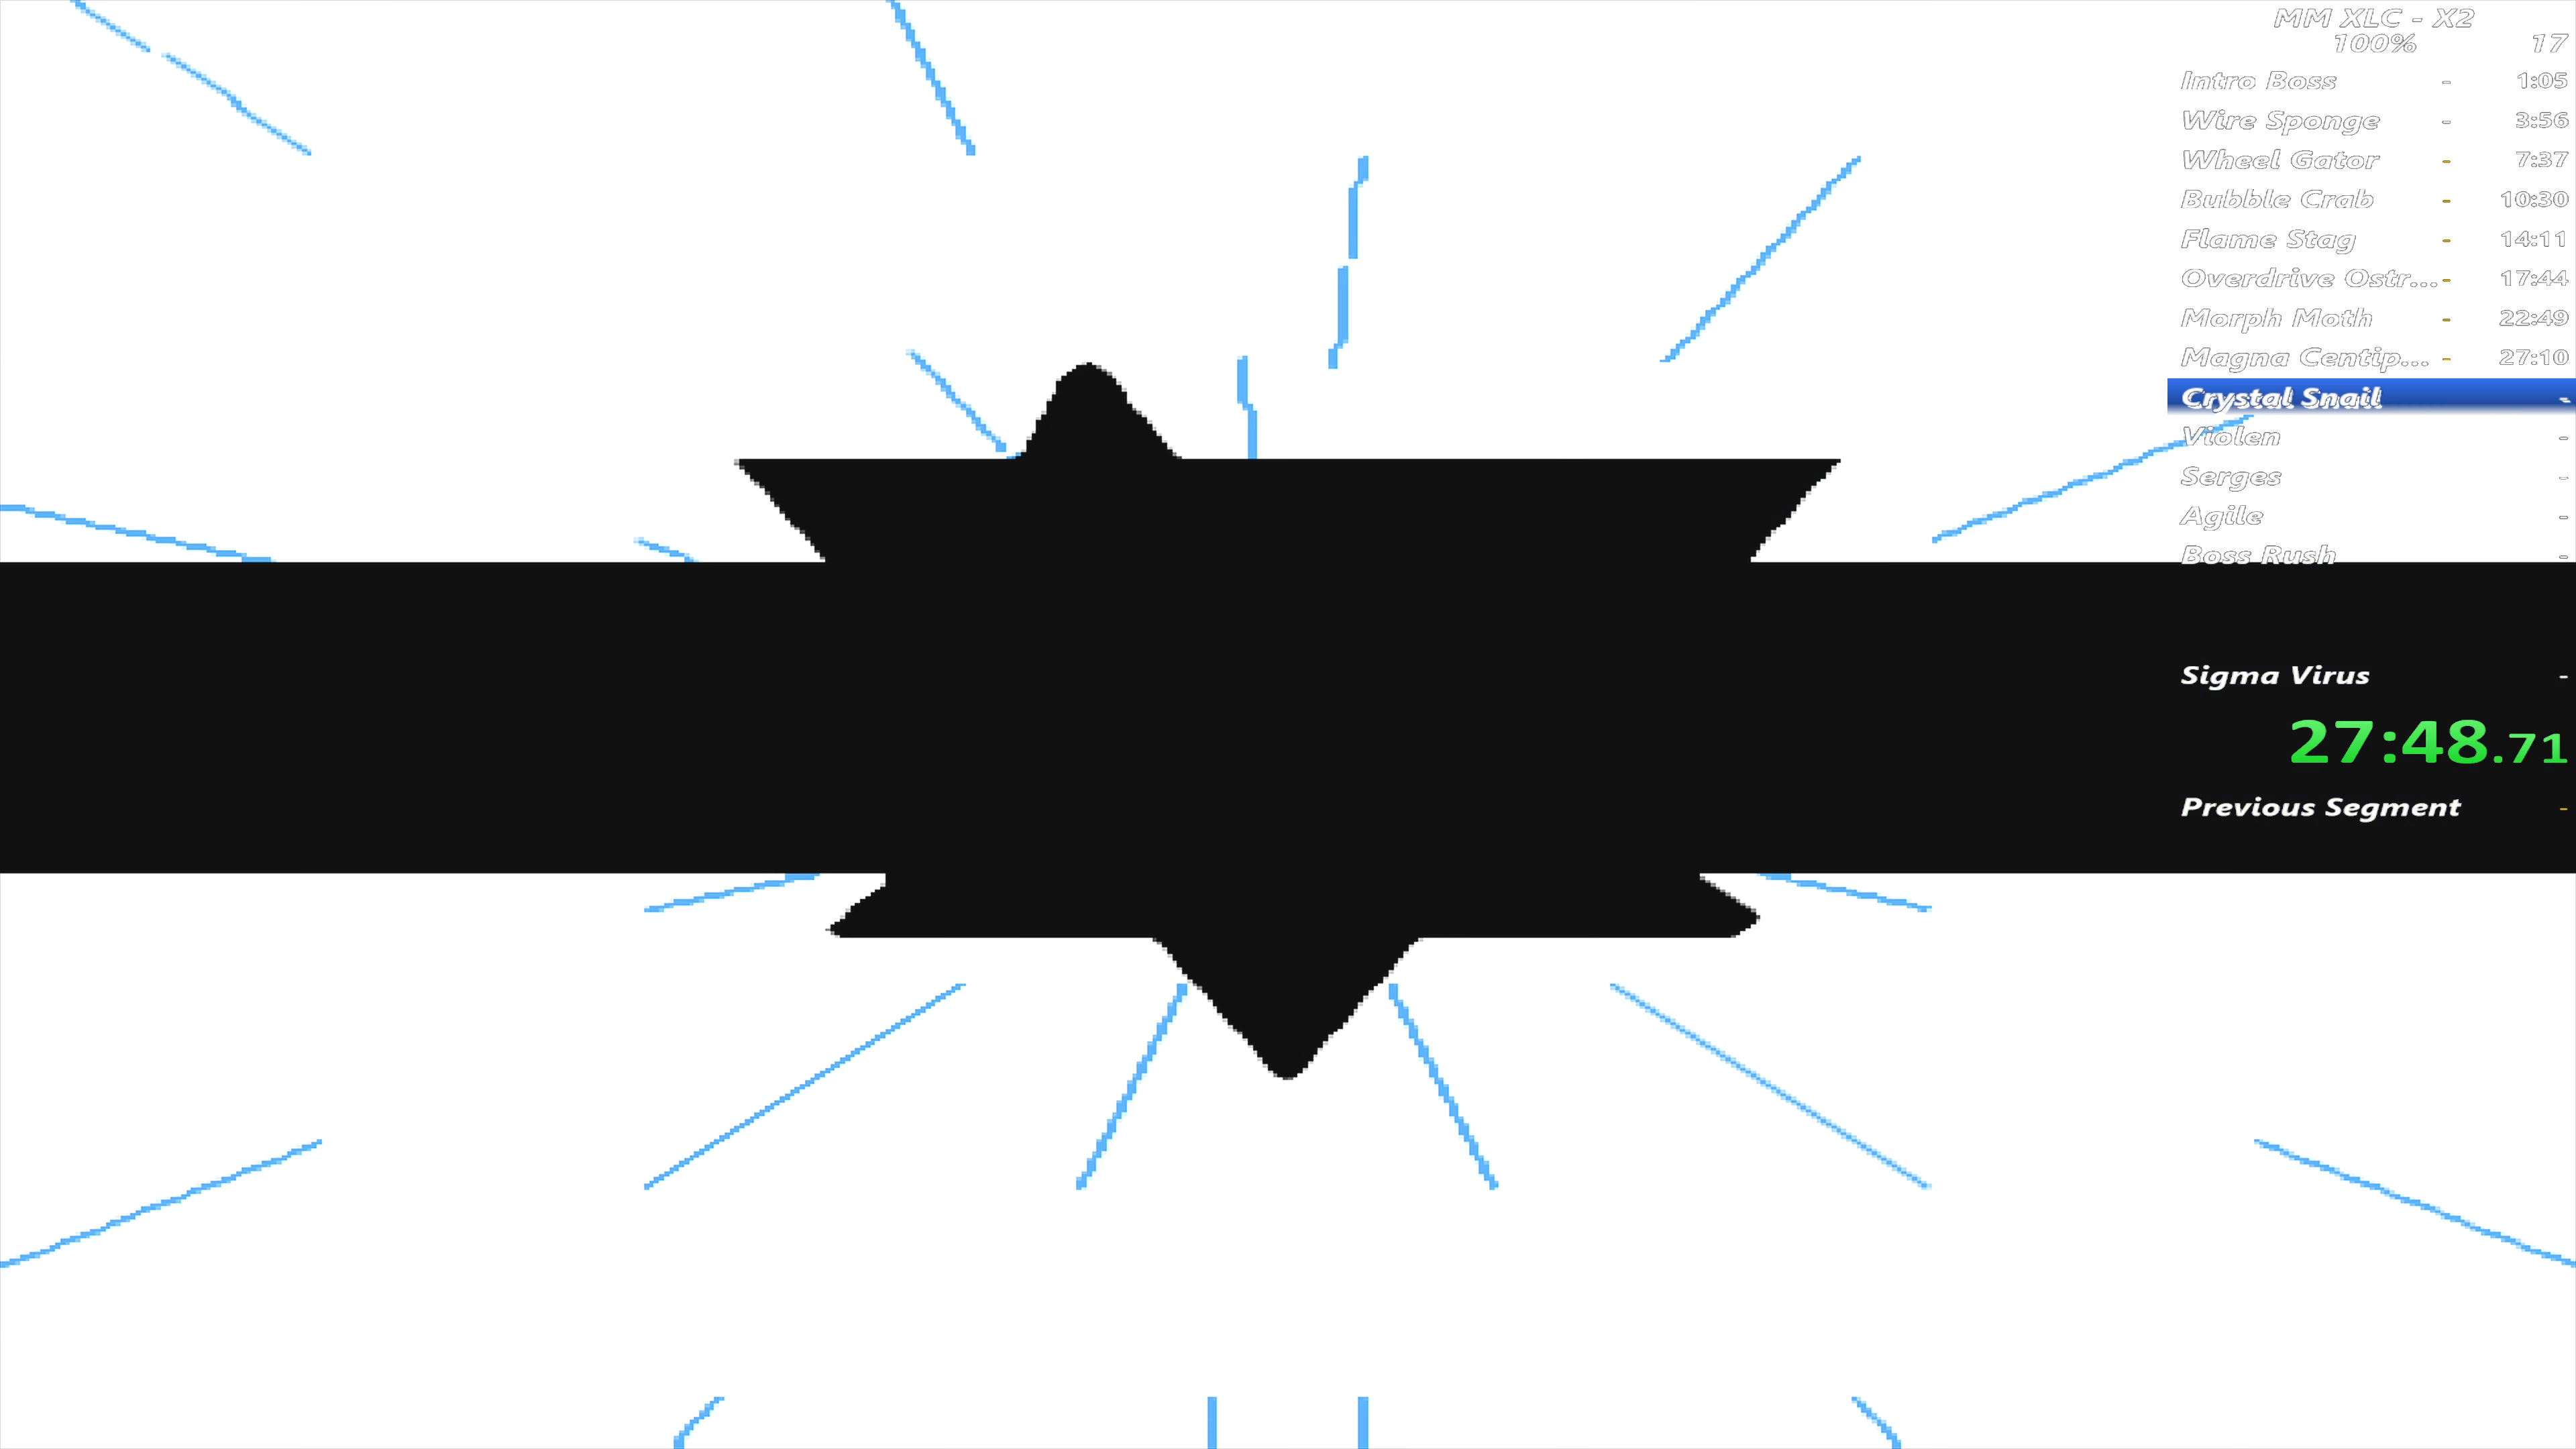 MM XLC - X2
100% 17
Intro Boss - 1:05
Wire Sponge - 3:56
Wheel Gator - 7:37
Bubble Crab - 10:30
Flame Stag - 14:11
Overdrive Ostr... - 17:44
Morph Moth - 22:49
Magna Centip... - 27:10
Crystal Snail -
Violen -
Serges -
Agile -
Boss Rush -
Sigma Virus -
27:48.71
Previous Segment -